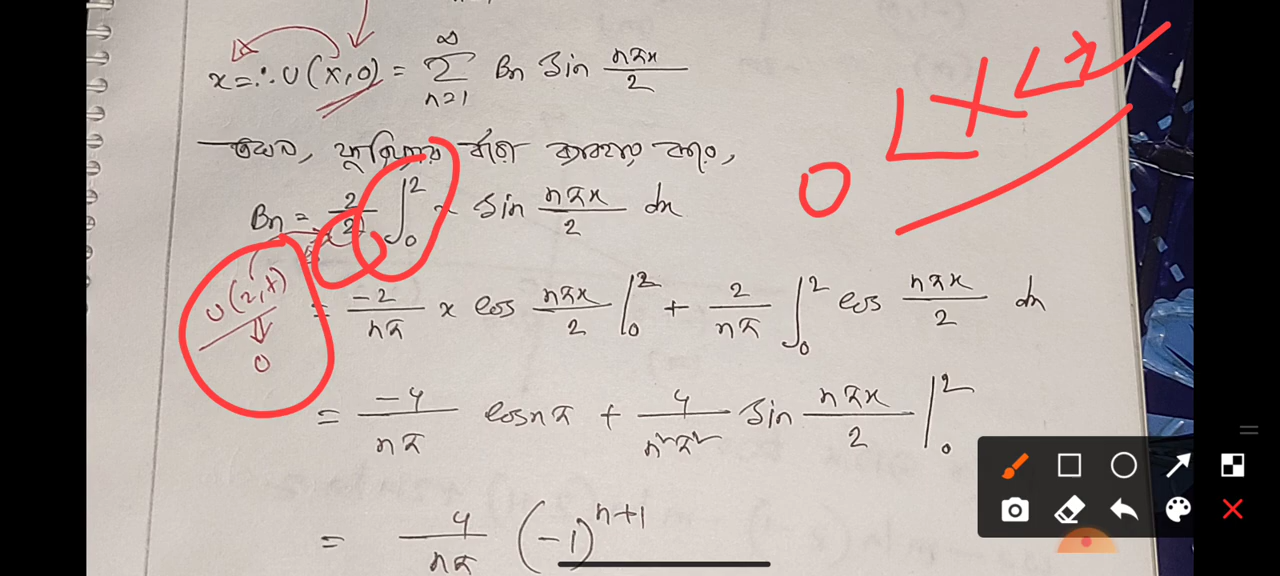 x = ∴ U(x,0) = ∑_{n=1}^{∞} Bn Sin nπx/2
তখন, ফুরিয়ার ব্যবহার করে,
Bn = 2/2 ∫_0^2 x Sin nπx/2 dx
U(2,t)
0
= -2/nπ x cos nπx/2 |_0^2 + 2/nπ ∫_0^2 cos nπx/2 dx
= -4/nπ cos nπ + 4/n²π² Sin nπx/2 |_0^2
= 4/nπ (-1)^{n+1}
0 < x < 2